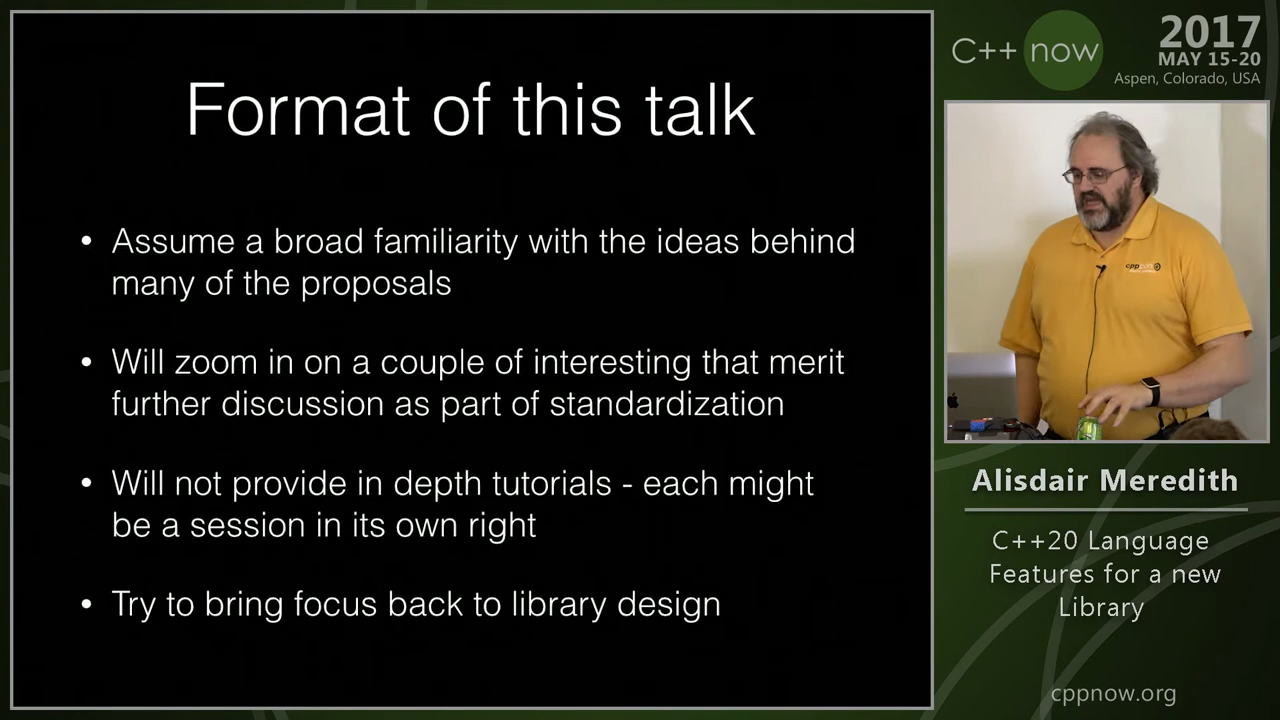 Format of this talk
• Assume a broad familiarity with the ideas behind
many of the proposals
• Will zoom in on a couple of interesting that merit
further discussion as part of standardization
• Will not provide in depth tutorials - each might
be a session in its own right
• Try to bring focus back to library design
C++ now
2017
MAY 15-20
Aspen, Colorado, USA
Alisdair Meredith
C++20 Language
Features for a new
Library
cppnow.org